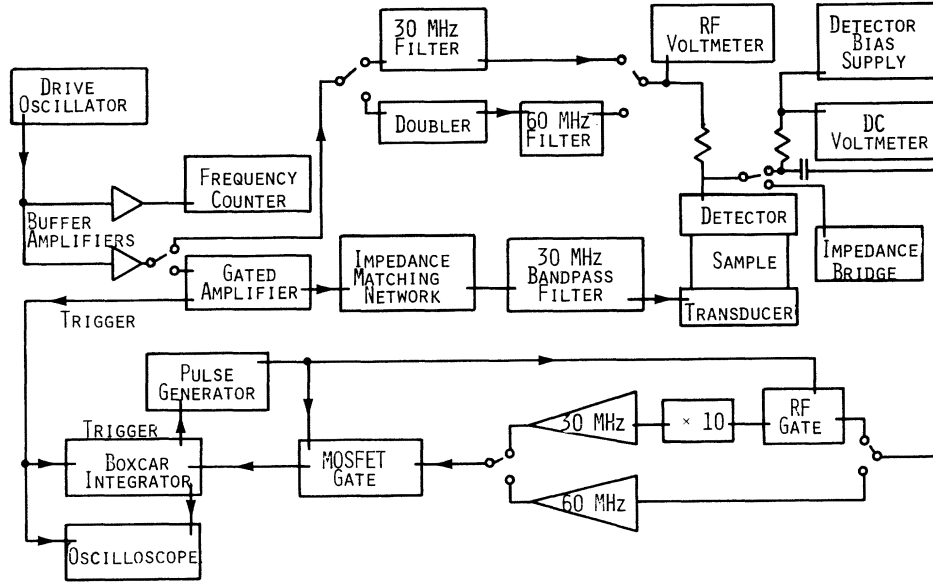 30 MHz
FILTER
RF
VOLTMETER
DETECTOR
BIAS
SUPPLY
DRIVE
OSCILLATOR
DOUBLER
60 MHz
FILTER
DC
VOLTMETER
FREQUENCY
COUNTER
BUFFER
AMPLIFIERS
DETECTOR
GATED
AMPLIFIER
IMPEDANCE
MATCHING
NETWORK
30 MHz
BANDPASS
FILTER
SAMPLE
IMPEDANCE
BRIDGE
TRANSDUCER
TRIGGER
PULSE
GENERATOR
30 MHz
× 10
RF
GATE
TRIGGER
BOXCAR
INTEGRATOR
MOSFET
GATE
60 MHz
OSCILLOSCOPE